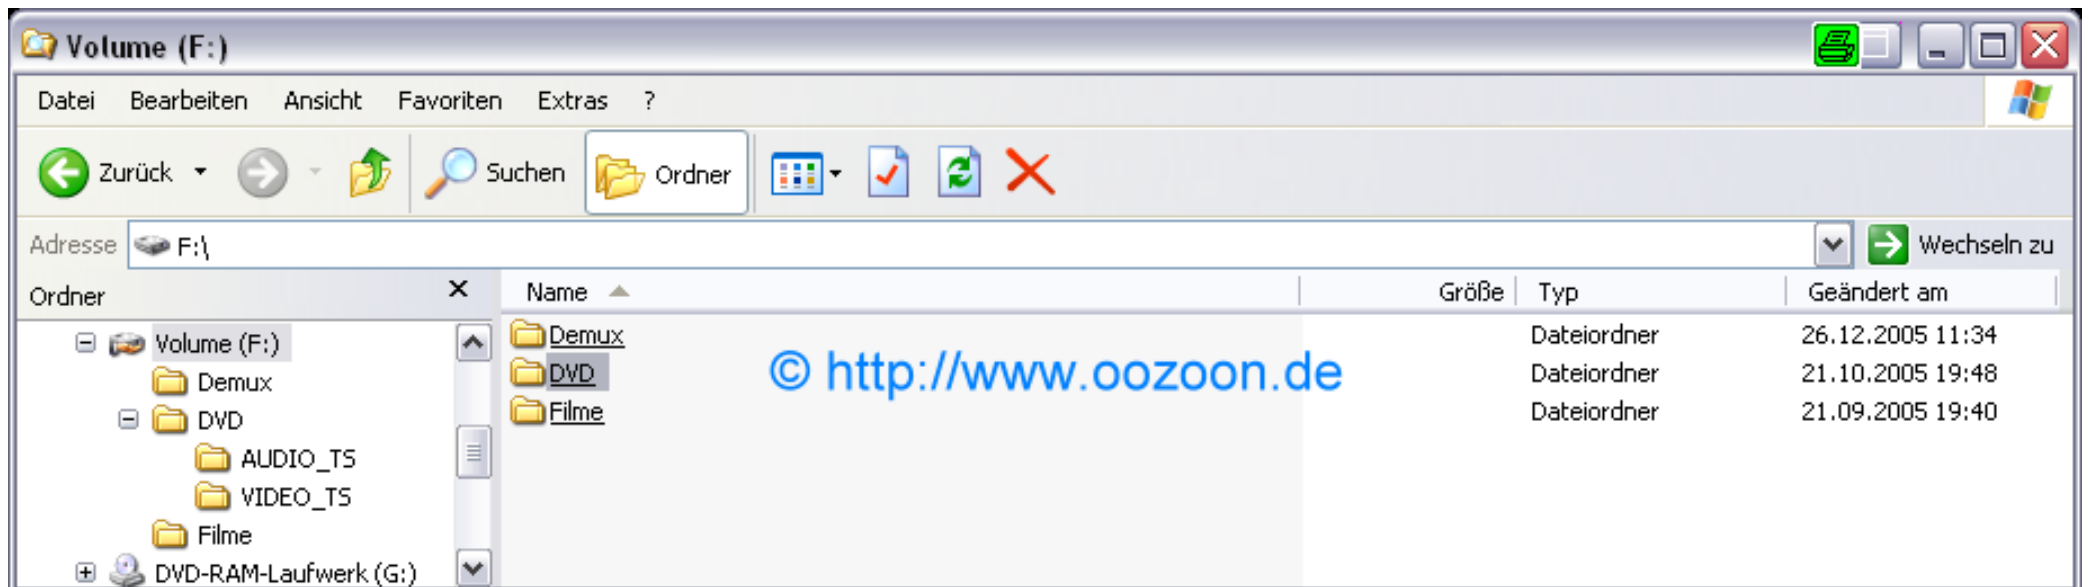 Volume (F:)
Datei Bearbeiten Ansicht Favoriten Extras ?
Zurück Suchen Ordner
Adresse F:\ Wechseln zu
Ordner Name Größe Typ Geändert am
Volume (F:)
Demux
DVD
AUDIO_TS
VIDEO_TS
Filme
DVD-RAM-Laufwerk (G:)
Demux Dateiordner 26.12.2005 11:34
DVD Dateiordner 21.10.2005 19:48
Filme Dateiordner 21.09.2005 19:40
© http://www.oozoon.de